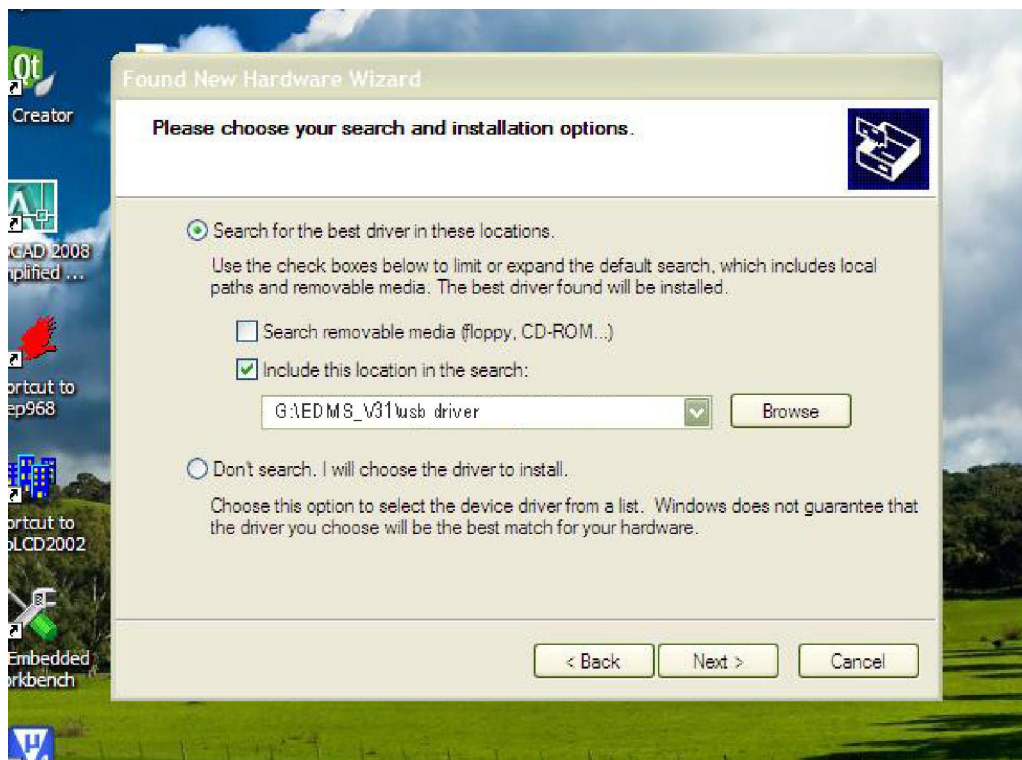 Qt
Creator
CAD 2008
plified ...
ortcut to
ep968
ortcut to
LCD2002
Embedded
rkbench
Found New Hardware Wizard
Please choose your search and installation options.
Search for the best driver in these locations.
Use the check boxes below to limit or expand the default search, which includes local
paths and removable media. The best driver found will be installed.
Search removable media (floppy, CD-ROM...)
Include this location in the search:
G:\EDMS_V31\usb driver
Browse
Don't search. I will choose the driver to install.
Choose this option to select the device driver from a list. Windows does not guarantee that
the driver you choose will be the best match for your hardware.
< Back
Next >
Cancel